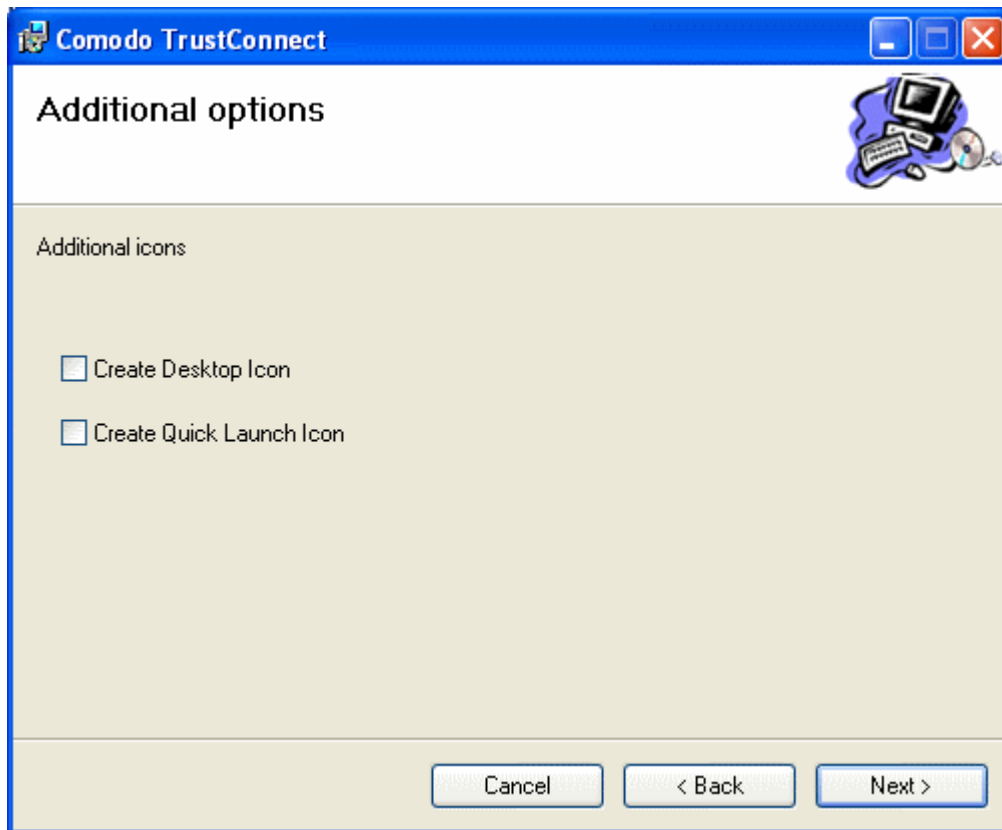 Comodo TrustConnect
Additional options
Additional icons
Create Desktop Icon
Create Quick Launch Icon
Cancel
< Back
Next >